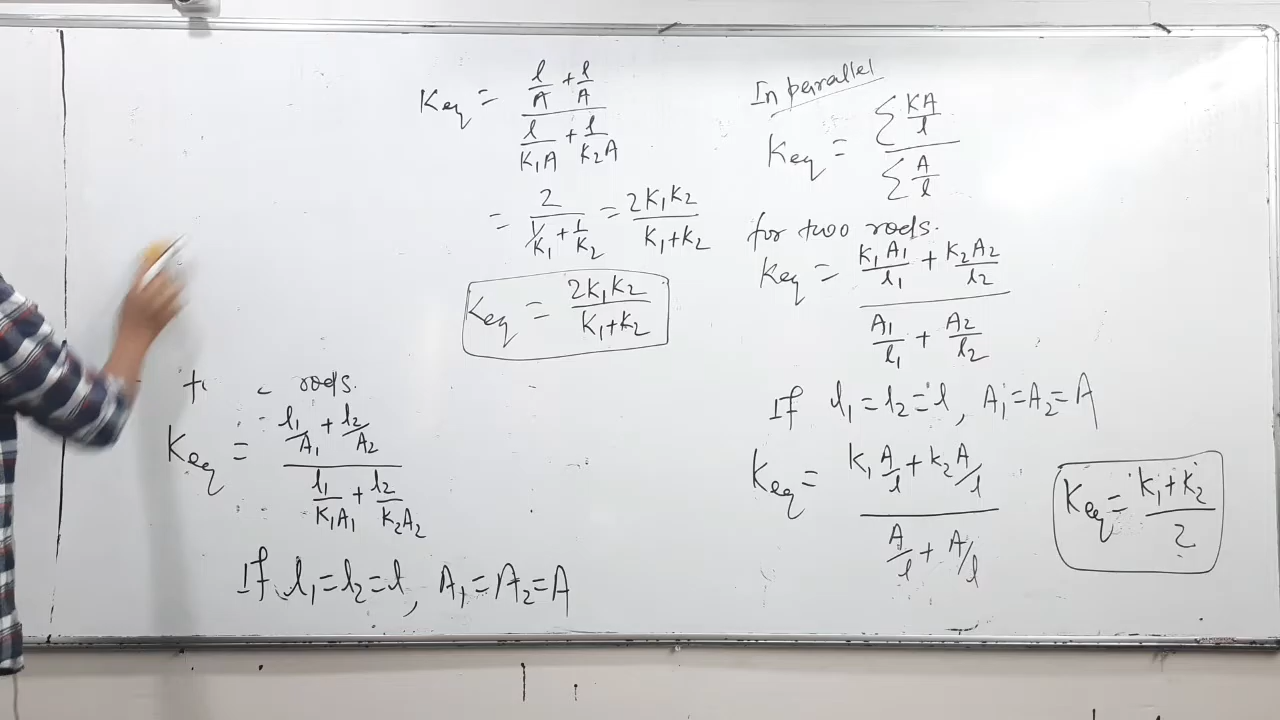 rods.
Keq = (l₁/A₁ + l₂/A₂) / (l₁/K₁A₁ + l₂/K₂A₂)
If l₁=l₂=l, A₁=A₂=A
Keq = (l/A + l/A) / (l/K₁A + l/K₂A)
= 2 / (1/K₁ + 1/K₂) = 2K₁K₂ / (K₁+K₂)
Keq = 2K₁K₂ / (K₁+K₂)
In parallel
Keq = (Σ KA/l) / (Σ A/l)
for two rods.
Keq = (K₁A₁/l₁ + K₂A₂/l₂) / (A₁/l₁ + A₂/l₂)
If l₁=l₂=l, A₁=A₂=A
Keq = (K₁A/l + K₂A/l) / (A/l + A/l)
Keq = (K₁+K₂) / 2